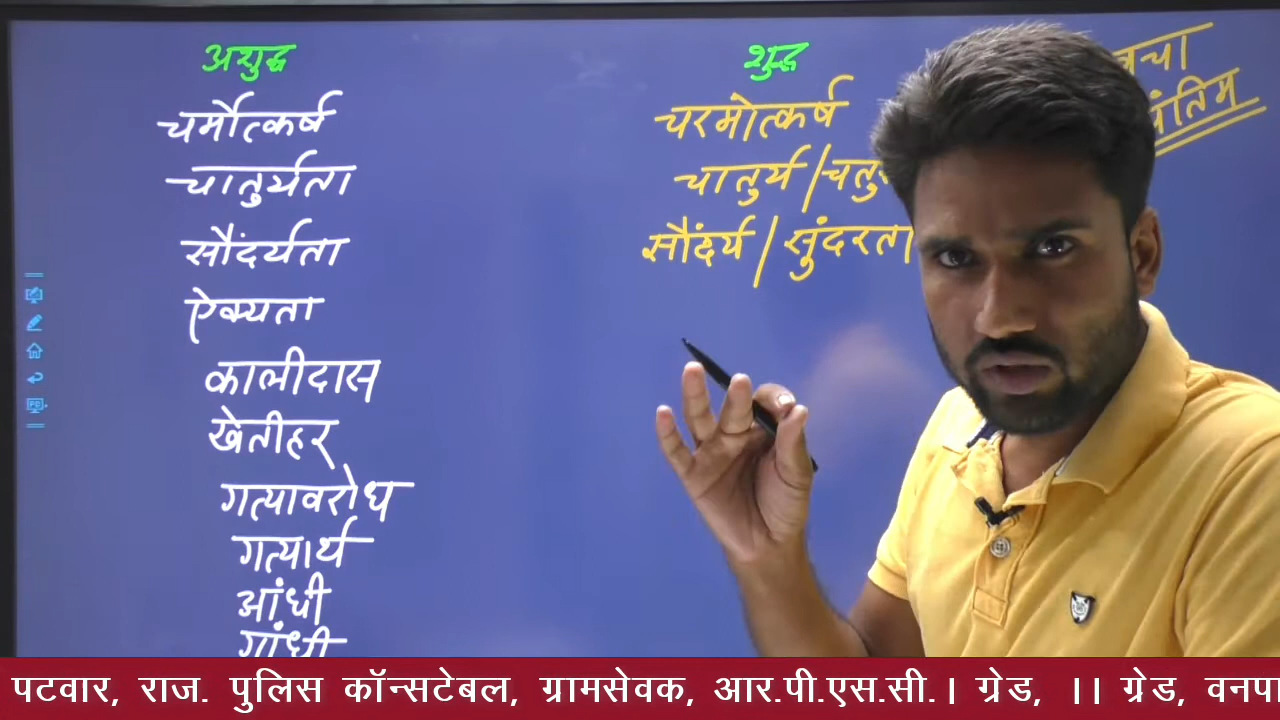 अशुद्ध शुद्ध
चर्मोत्कर्ष चरमोत्कर्ष
चातुर्यता चातुर्य /
सौंदर्यता सौंदर्य / सुंदरता
ऐक्यता
कालीदास
खेतीहर
गत्यावरोध
गत्यार्थ
आंधी
गांधी
पटवार, राज. पुलिस कॉन्सटेबल, ग्रामसेवक, आर.पी.एस.सी.। ग्रेड, ।। ग्रेड,